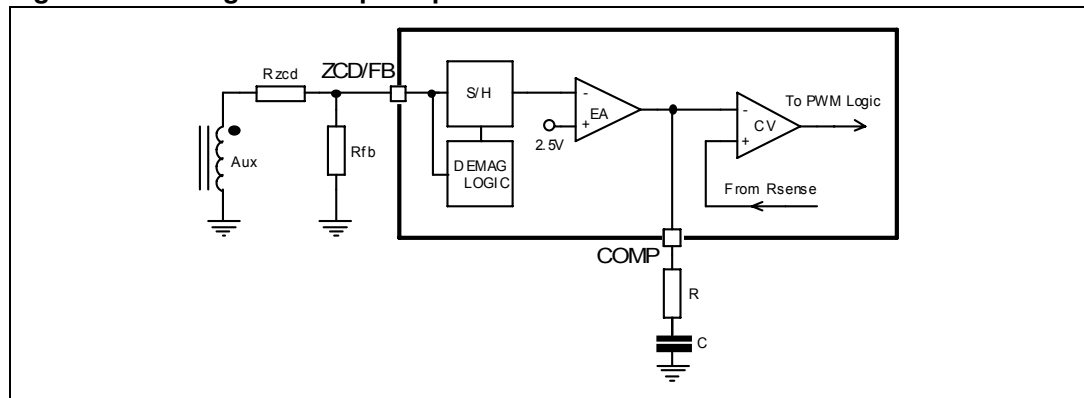 Rzcd
ZCD/FB
S/H
-
EA
+
2.5V
To PWM Logic
-
CV
+
Aux
Rfb
DEMAG
LOGIC
From Rsense
COMP
R
C